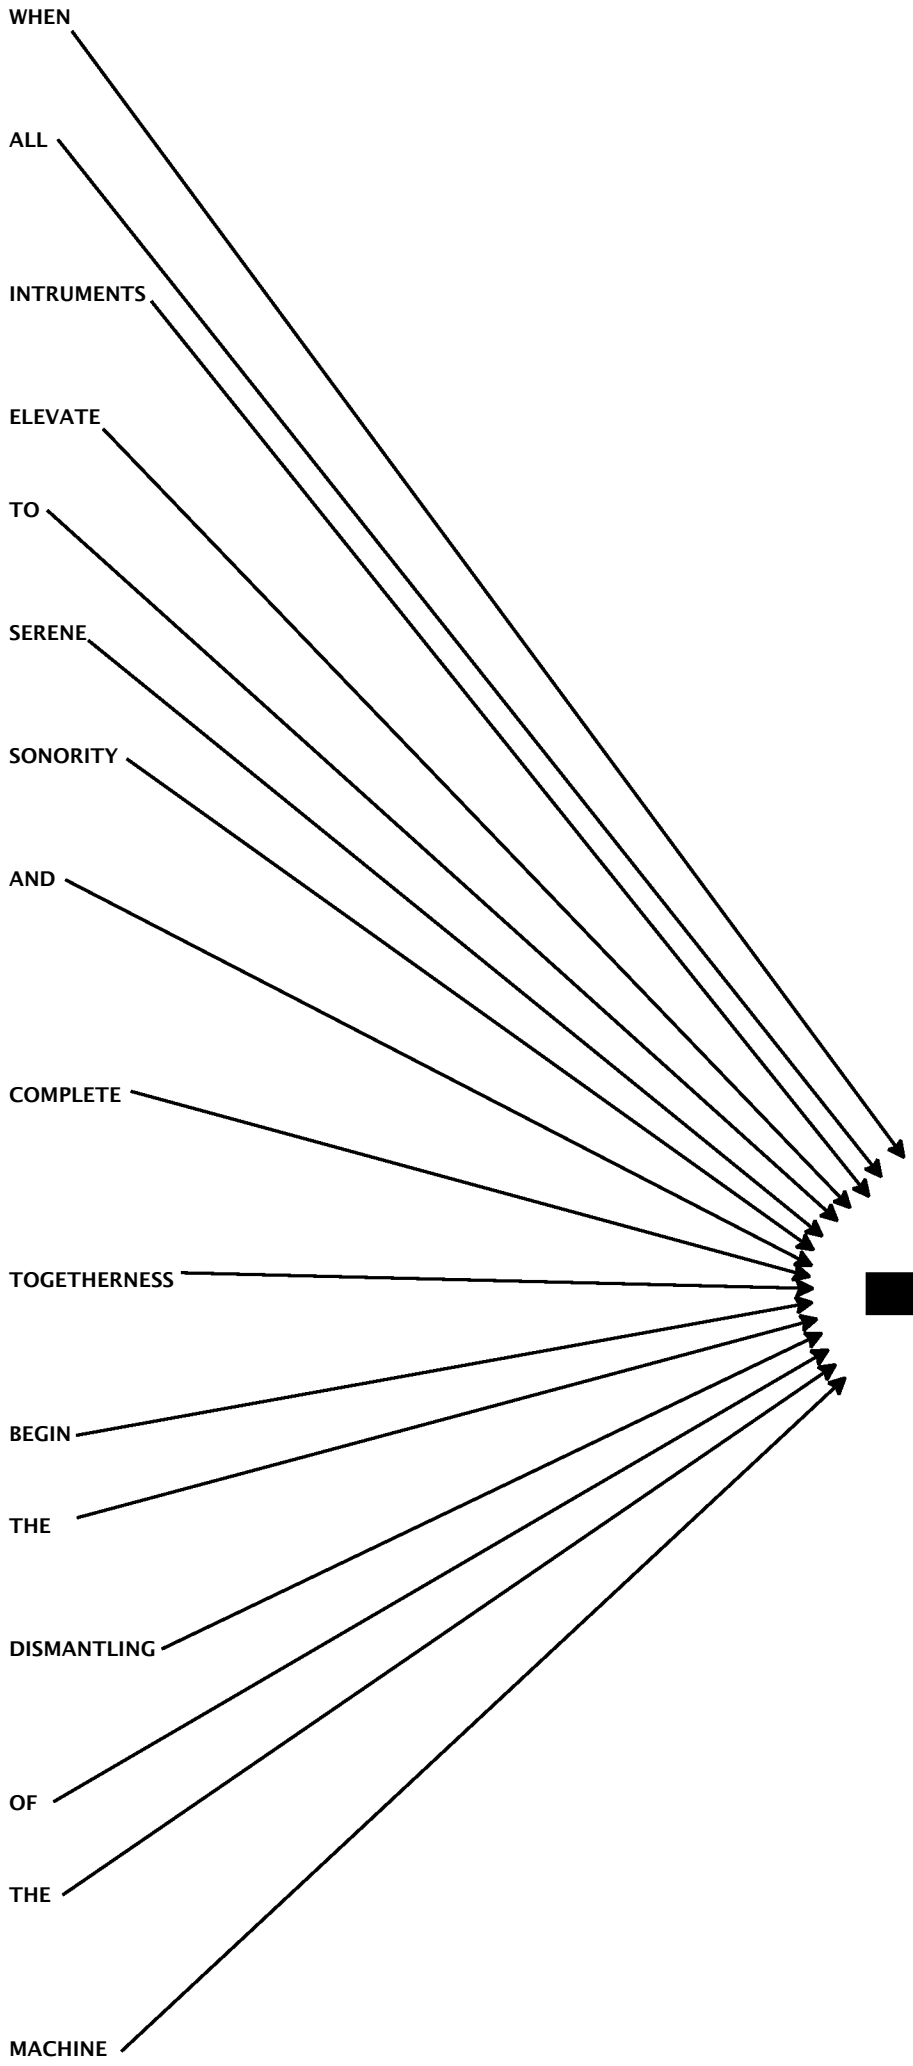 WHEN
ALL
INTRUMENTS
ELEVATE
TO
SERENE
SONORITY
AND
COMPLETE
TOGETHERNESS
BEGIN
THE
DISMANTLING
OF
THE
MACHINE